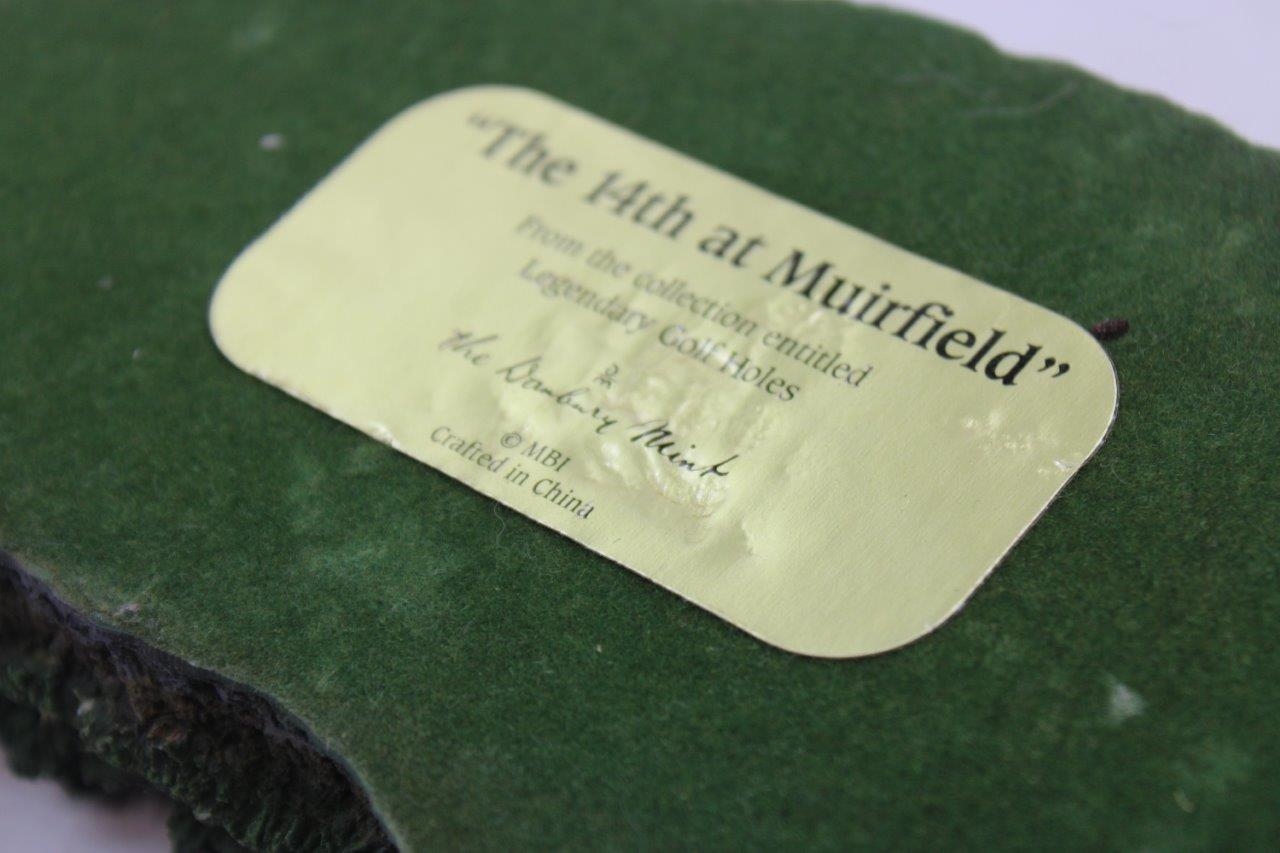 “The 14th at Muirfield”
From the collection entitled
Legendary Golf Holes
The Danbury Mint
© MBI
Crafted in China